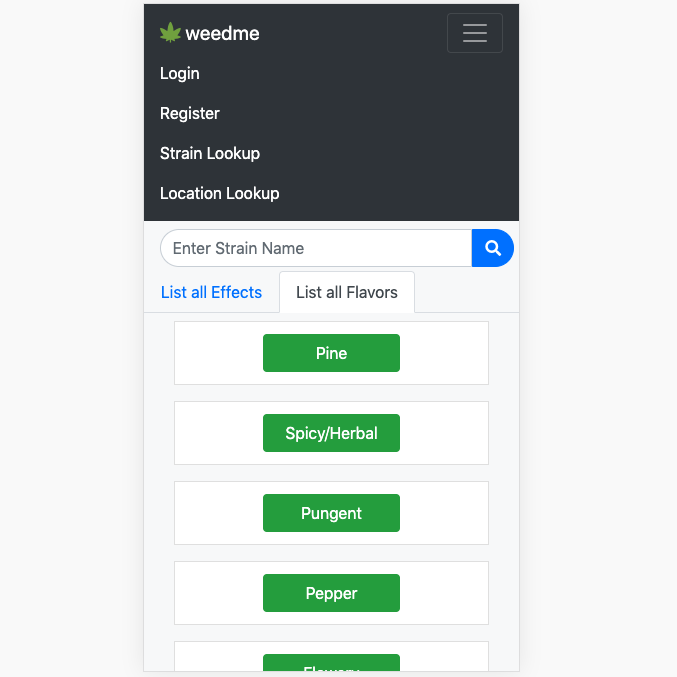 weedme
Login
Register
Strain Lookup
Location Lookup
Enter Strain Name
List all Effects
List all Flavors
Pine
Spicy/Herbal
Pungent
Pepper
Flowery